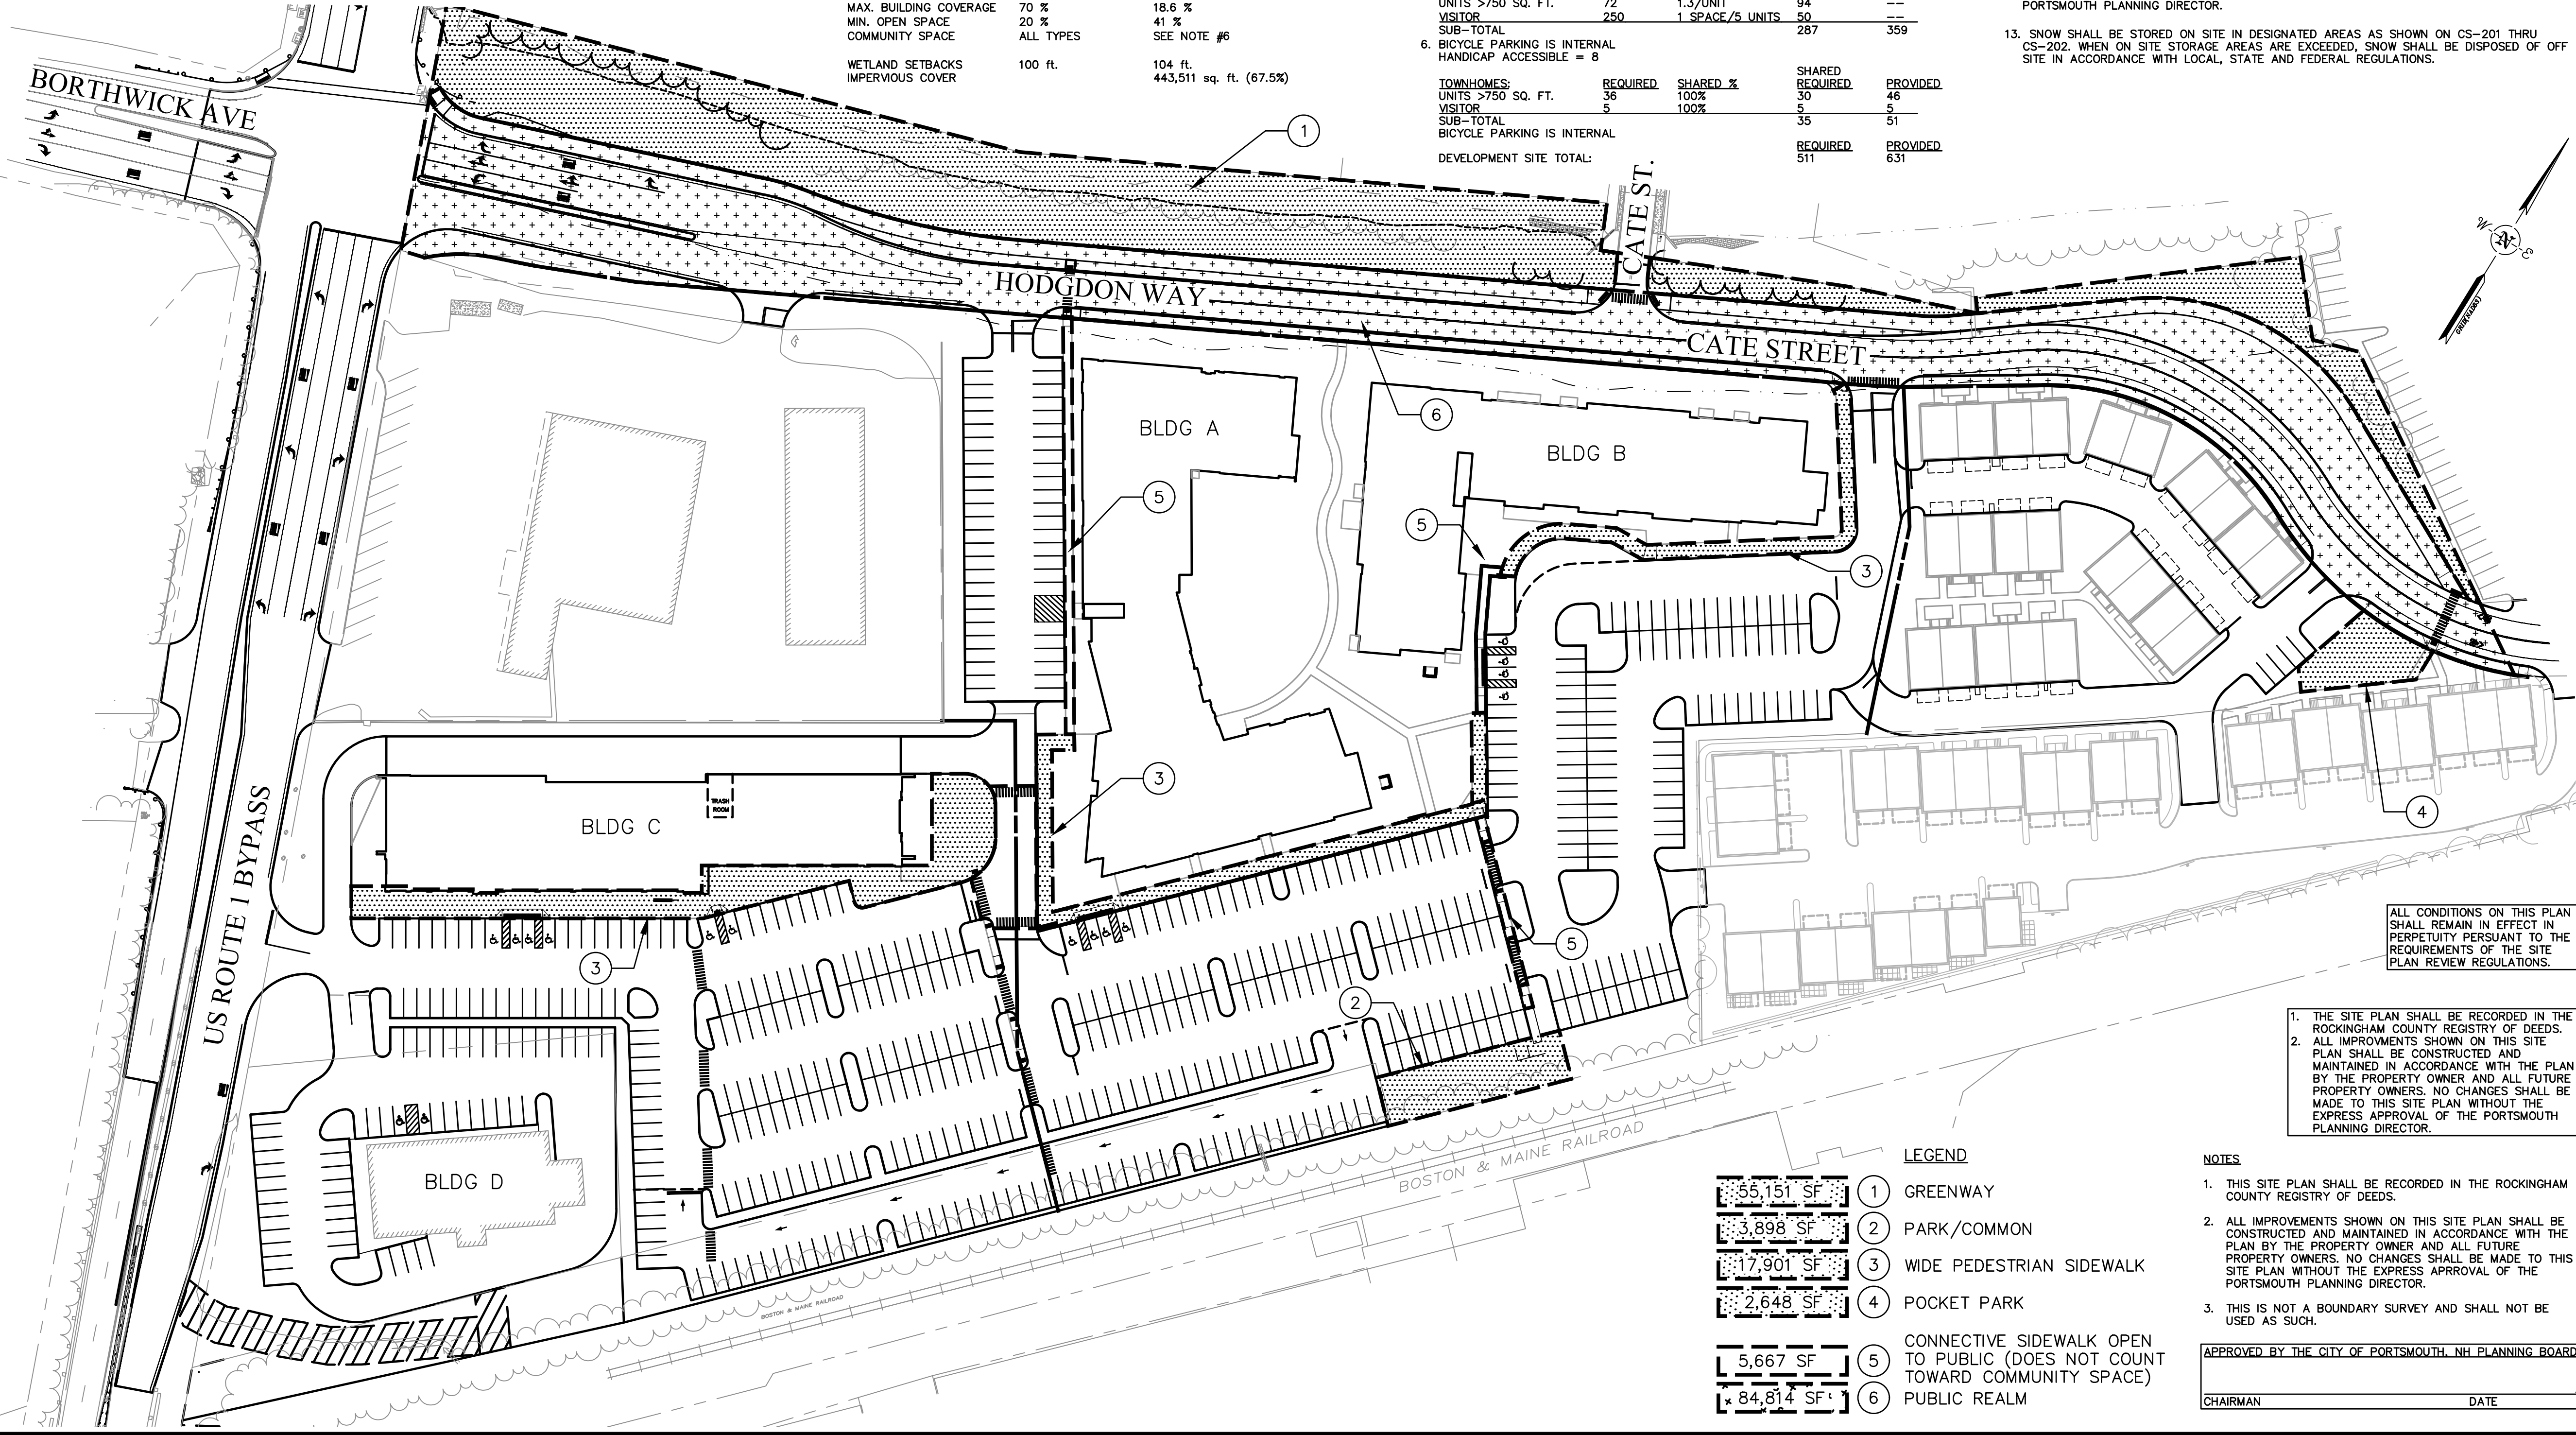 MAX. BUILDING COVERAGE 70 % 18.6 %
MIN. OPEN SPACE 20 % 41 %
COMMUNITY SPACE ALL TYPES SEE NOTE #6
WETLAND SETBACKS 100 ft. 104 ft.
IMPERVIOUS COVER 443,511 sq. ft. (67.5%)
UNITS >750 SQ. FT. 72 1.3/UNIT 94 --
VISITOR 250 1 SPACE/5 UNITS 50 --
SUB-TOTAL 287 359
6. BICYCLE PARKING IS INTERNAL
HANDICAP ACCESSIBLE = 8
SHARED
TOWNHOMES: REQUIRED SHARED % REQUIRED PROVIDED
UNITS >750 SQ. FT. 36 100% 30 46
VISITOR 5 100% 5 5
SUB-TOTAL 35 51
BICYCLE PARKING IS INTERNAL
REQUIRED PROVIDED
DEVELOPMENT SITE TOTAL: 511 631
PORTSMOUTH PLANNING DIRECTOR.
13. SNOW SHALL BE STORED ON SITE IN DESIGNATED AREAS AS SHOWN ON CS-201 THRU
CS-202. WHEN ON SITE STORAGE AREAS ARE EXCEEDED, SNOW SHALL BE DISPOSED OF OFF
SITE IN ACCORDANCE WITH LOCAL, STATE AND FEDERAL REGULATIONS.
BORTHWICK AVE
1
CATE ST.
W N E
GRID(NAD83)
HODGDON WAY
CATE STREET
6
BLDG A
BLDG B
5
5
3
3
4
TRASH
ROOM
BLDG C
US ROUTE 1 BYPASS
3
5
2
BLDG D
BOSTON & MAINE RAILROAD
BOSTON & MAINE RAILROAD
ALL CONDITIONS ON THIS PLAN
SHALL REMAIN IN EFFECT IN
PERPETUITY PERSUANT TO THE
REQUIREMENTS OF THE SITE
PLAN REVIEW REGULATIONS.
1. THE SITE PLAN SHALL BE RECORDED IN THE
ROCKINGHAM COUNTY REGISTRY OF DEEDS.
2. ALL IMPROVMENTS SHOWN ON THIS SITE
PLAN SHALL BE CONSTRUCTED AND
MAINTAINED IN ACCORDANCE WITH THE PLAN
BY THE PROPERTY OWNER AND ALL FUTURE
PROPERTY OWNERS. NO CHANGES SHALL BE
MADE TO THIS SITE PLAN WITHOUT THE
EXPRESS APPROVAL OF THE PORTSMOUTH
PLANNING DIRECTOR.
LEGEND
55,151 SF 1 GREENWAY
3,898 SF 2 PARK/COMMON
17,901 SF 3 WIDE PEDESTRIAN SIDEWALK
2,648 SF 4 POCKET PARK
CONNECTIVE SIDEWALK OPEN
5,667 SF 5 TO PUBLIC (DOES NOT COUNT
TOWARD COMMUNITY SPACE)
84,814 SF 6 PUBLIC REALM
NOTES
1. THIS SITE PLAN SHALL BE RECORDED IN THE ROCKINGHAM
COUNTY REGISTRY OF DEEDS.
2. ALL IMPROVEMENTS SHOWN ON THIS SITE PLAN SHALL BE
CONSTRUCTED AND MAINTAINED IN ACCORDANCE WITH THE
PLAN BY THE PROPERTY OWNER AND ALL FUTURE
PROPERTY OWNERS. NO CHANGES SHALL BE MADE TO THIS
SITE PLAN WITHOUT THE EXPRESS APRROVAL OF THE
PORTSMOUTH PLANNING DIRECTOR.
3. THIS IS NOT A BOUNDARY SURVEY AND SHALL NOT BE
USED AS SUCH.
APPROVED BY THE CITY OF PORTSMOUTH, NH PLANNING BOARD
CHAIRMAN DATE